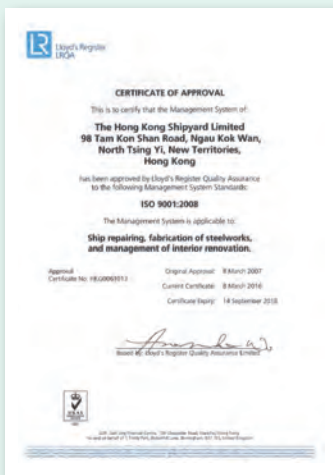 LR
Lloyd's Register
LRQA
CERTIFICATE OF APPROVAL
This is to certify that the Management System of:
The Hong Kong Shipyard Limited
98 Tam Kon Shan Road, Ngau Kok Wan,
North Tsing Yi, New Territories,
Hong Kong
has been approved by Lloyd's Register Quality Assurance
to the following Management System Standards:
ISO 9001:2008
The Management System is applicable to:
Ship repairing, fabrication of steelworks,
and management of interior renovation.
Approval
Certificate No:
Original Approval: 8 March 2007
Current Certificate: 8 March 2016
Certificate Expiry: 14 September 2018
Issued by: Lloyd's Register Quality Assurance Limited
UKAS